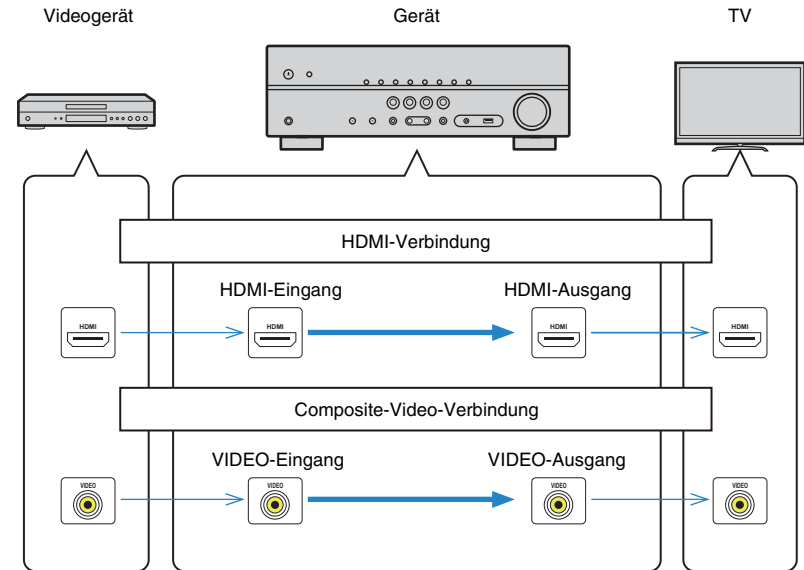 Videogerät
Gerät
TV
HDMI-Verbindung
HDMI-Eingang
HDMI-Ausgang
HDMI
HDMI
HDMI
HDMI
Composite-Video-Verbindung
VIDEO-Eingang
VIDEO-Ausgang
VIDEO
VIDEO
VIDEO
VIDEO